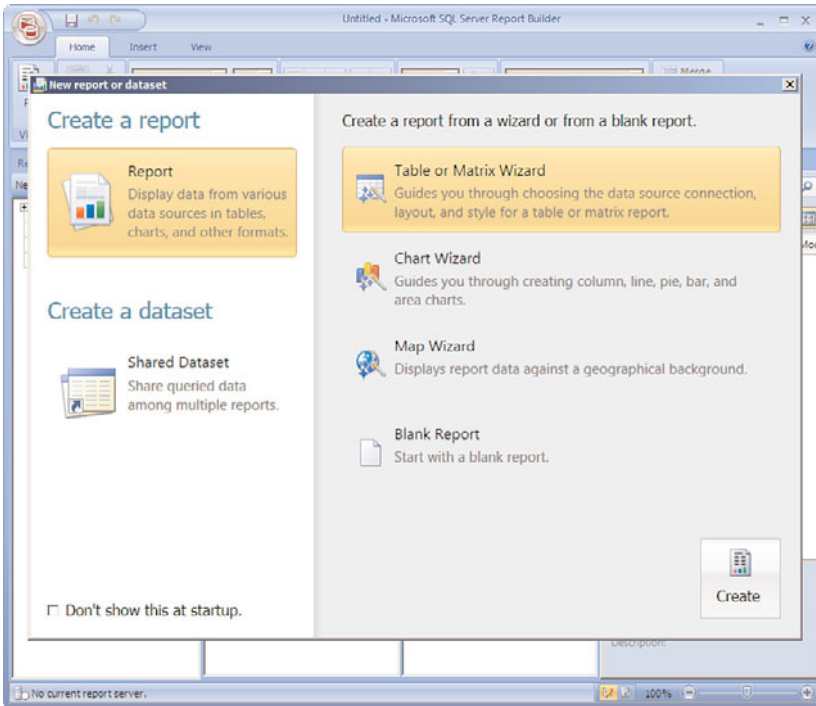 Untitled - Microsoft SQL Server Report Builder
Home Insert View
Merge
New report or dataset
Create a report
Report
Display data from various
data sources in tables,
charts, and other formats.
Create a dataset
Shared Dataset
Share queried data
among multiple reports.
Don't show this at startup.
Create a report from a wizard or from a blank report.
Table or Matrix Wizard
Guides you through choosing the data source connection,
layout, and style for a table or matrix report.
Chart Wizard
Guides you through creating column, line, pie, bar, and
area charts.
Map Wizard
Displays report data against a geographical background.
Blank Report
Start with a blank report.
Create
Description:
No current report server.
100%